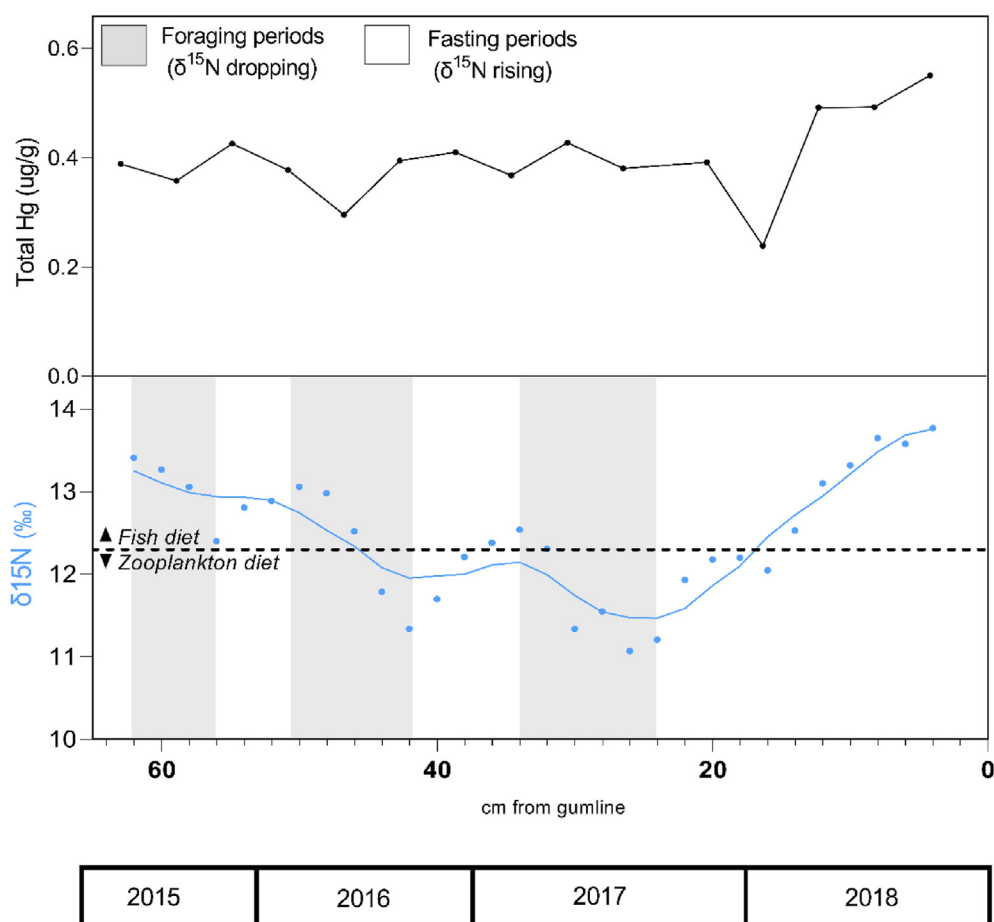 Foraging periods
(δ¹⁵N dropping)
Fasting periods
(δ¹⁵N rising)
Total Hg (ug/g)
0.6
0.4
0.2
0.0
δ15N (‰)
14
13
12
11
10
▲ Fish diet
▼ Zooplankton diet
60 40 20 0
cm from gumline
2015 2016 2017 2018